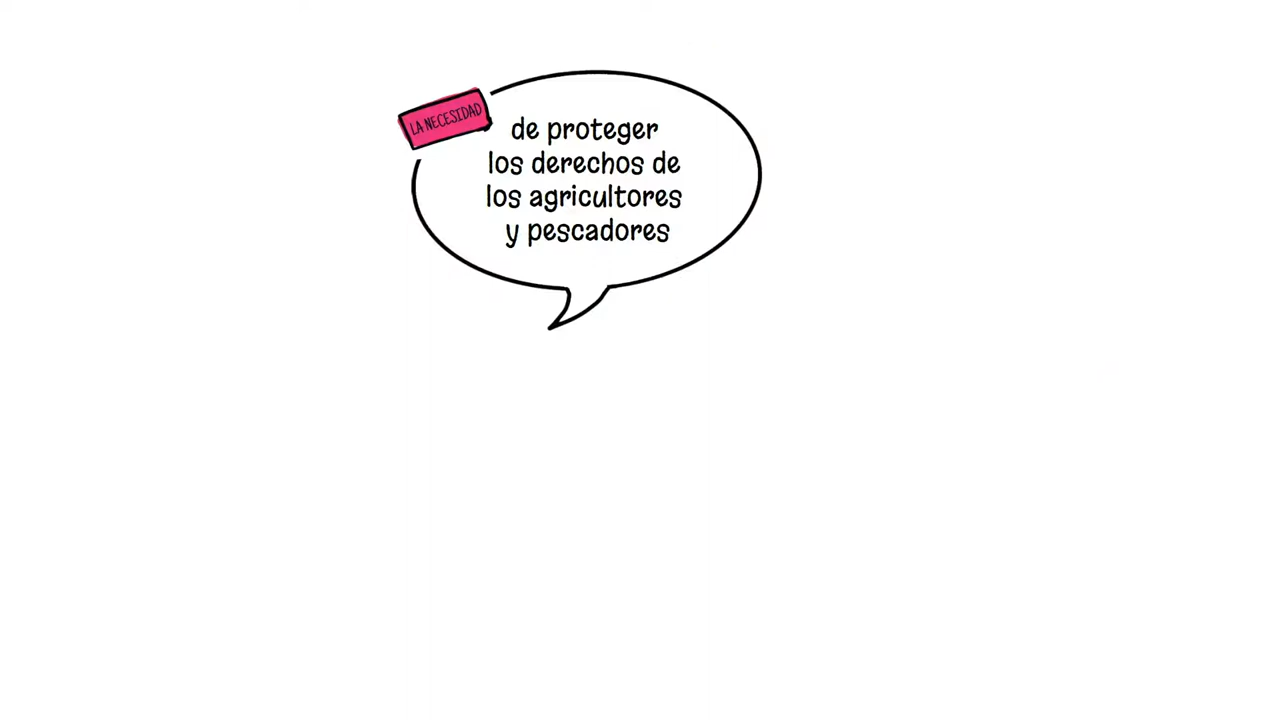 LA NECESIDAD
de proteger
los derechos de
los agricultores
y pescadores